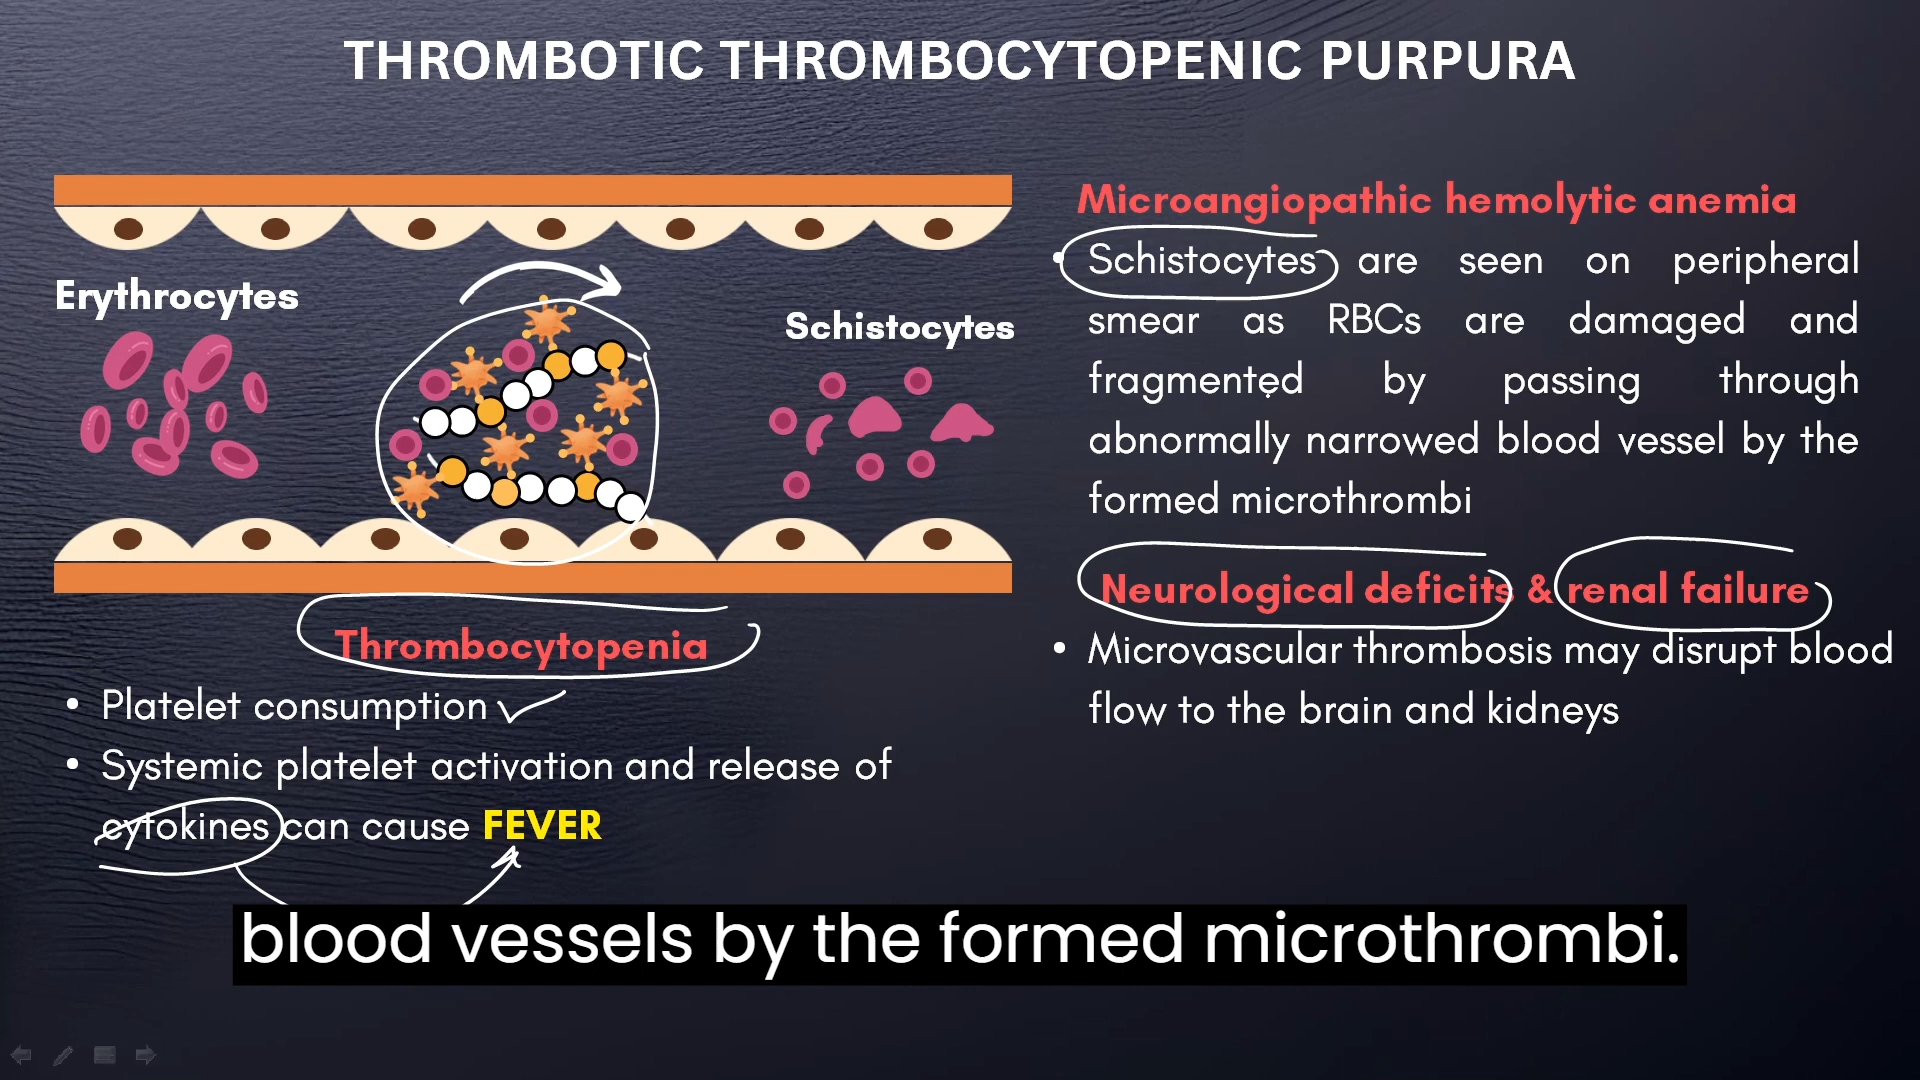 THROMBOTIC THROMBOCYTOPENIC PURPURA
Erythrocytes
Schistocytes
Thrombocytopenia
• Platelet consumption
• Systemic platelet activation and release of
cytokines can cause FEVER
Microangiopathic hemolytic anemia
• Schistocytes are seen on peripheral
smear as RBCs are damaged and
fragmented by passing through
abnormally narrowed blood vessel by the
formed microthrombi
Neurological deficits & renal failure
• Microvascular thrombosis may disrupt blood
flow to the brain and kidneys
blood vessels by the formed microthrombi.